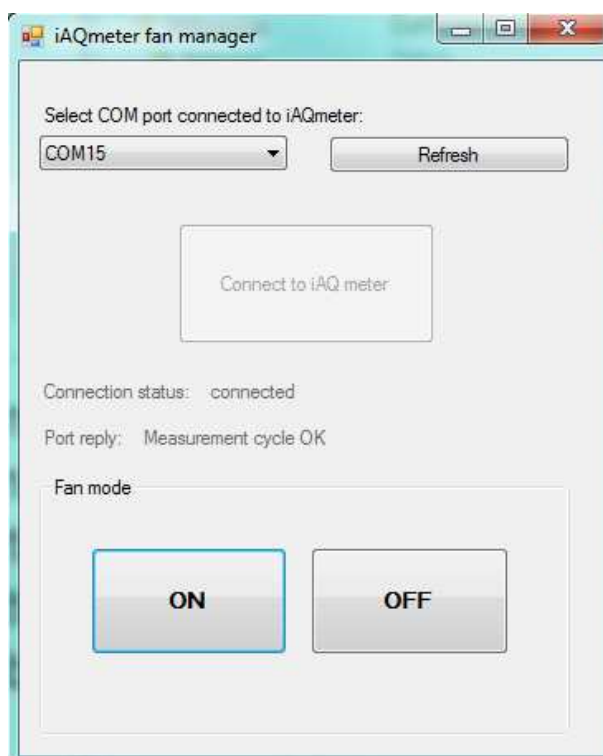 iAQmeter fan manager
Select COM port connected to iAQmeter:
COM15 Refresh
Connect to iAQ meter
Connection status: connected
Port reply: Measurement cycle OK
Fan mode
ON OFF